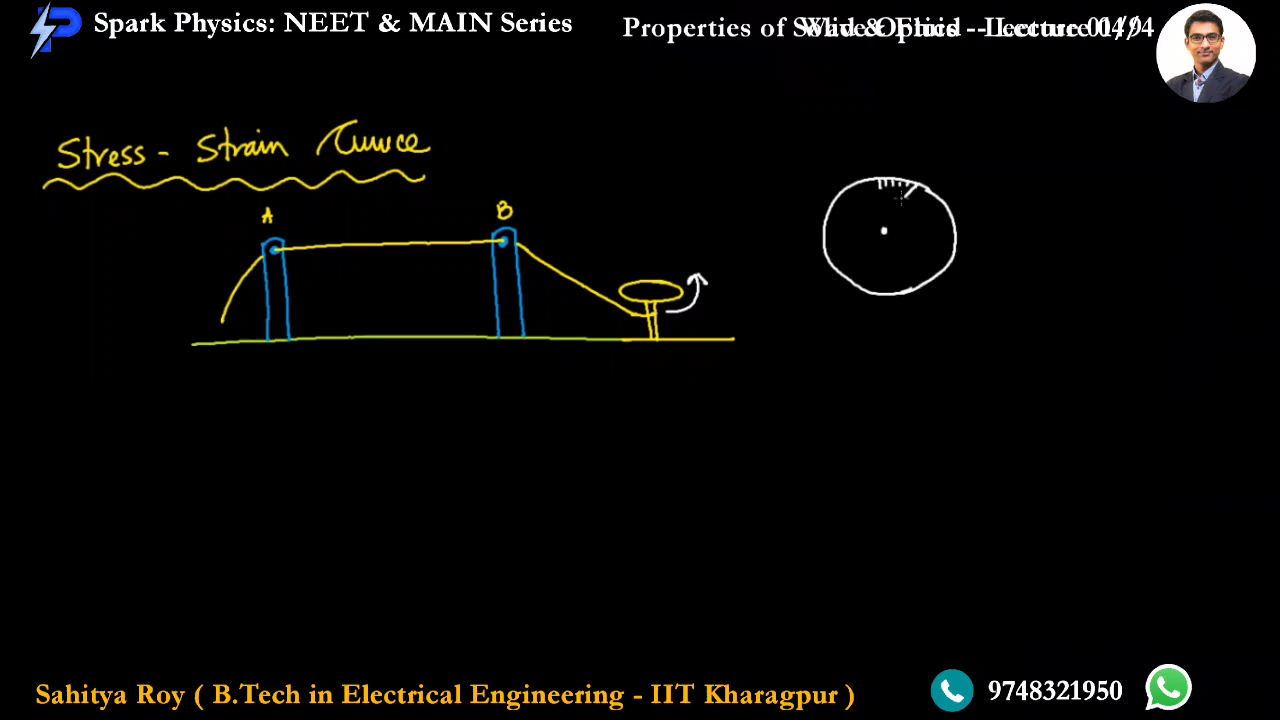 Spark Physics: NEET & MAIN Series
Stress - Strain Curve
A
B
Sahitya Roy ( B.Tech in Electrical Engineering - IIT Kharagpur )
9748321950